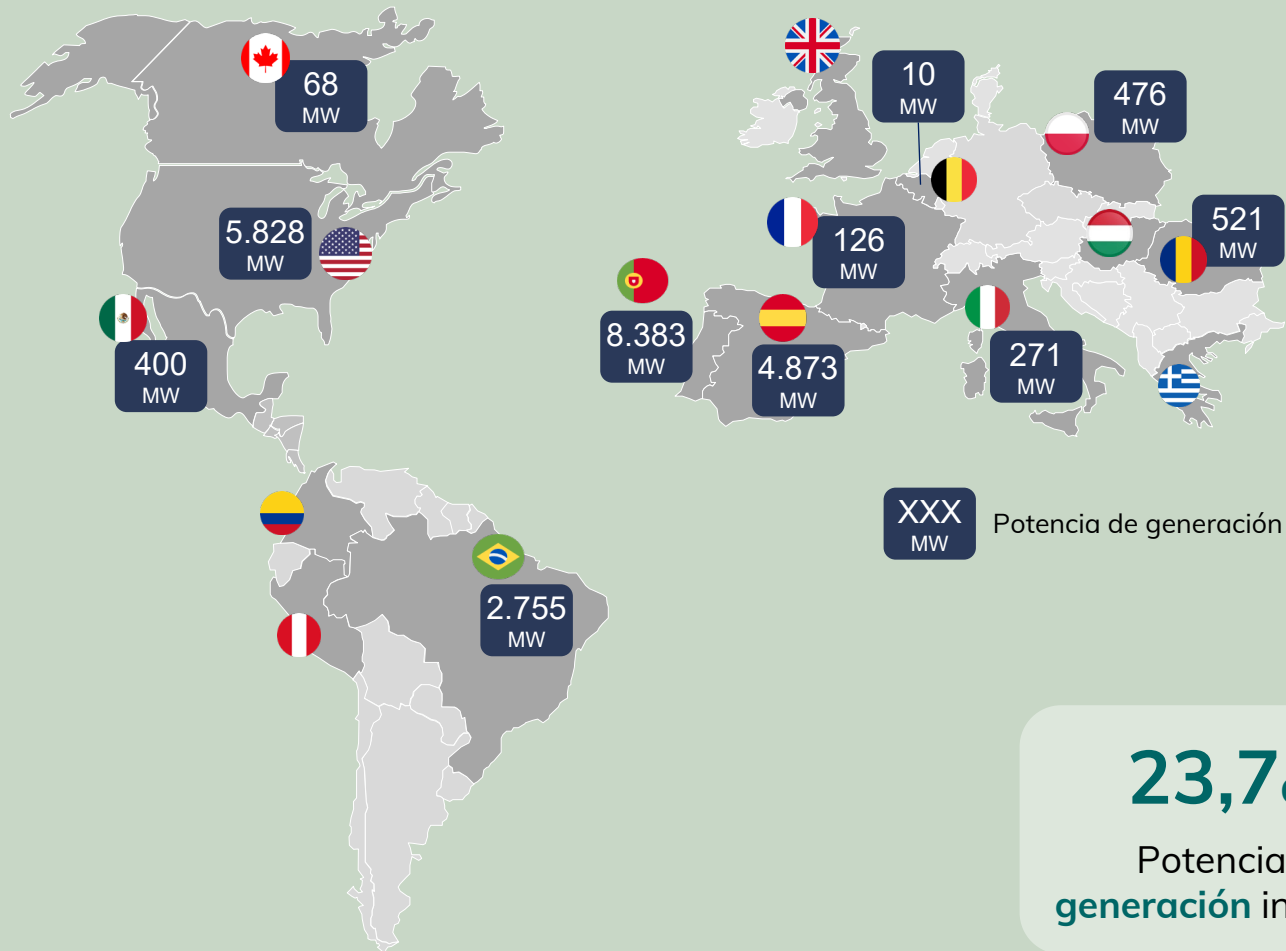 68
MW
10
MW
476
MW
5.828
MW
126
MW
521
MW
8.383
MW
4.873
MW
271
MW
400
MW
XXX
MW
Potencia de generación
2.755
MW
23,7
Potencia
generación in